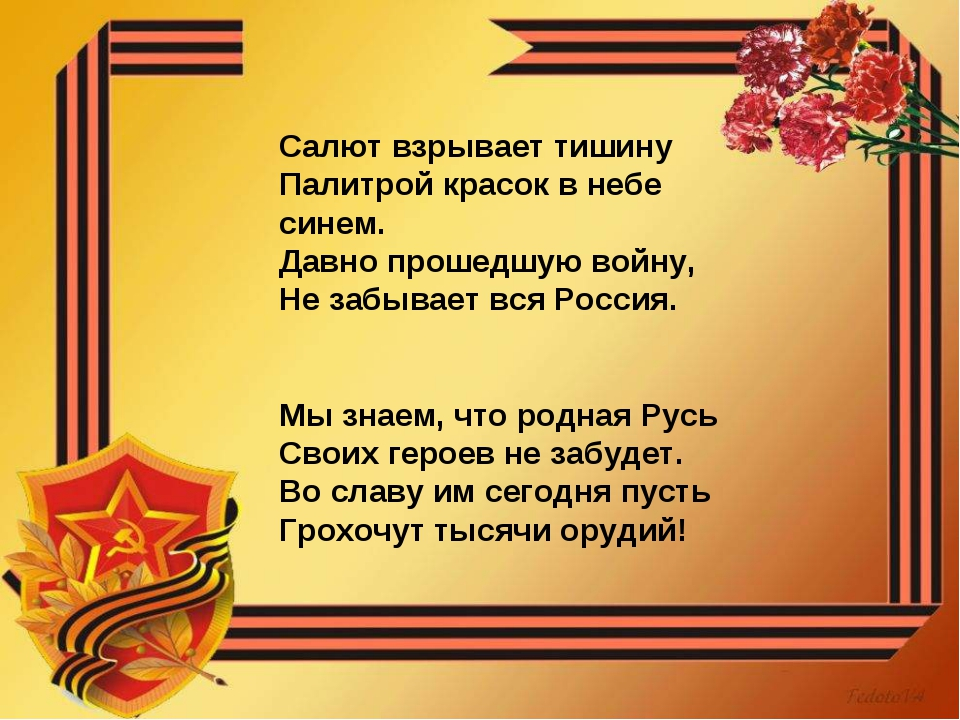 Салют взрывает тишину
Палитрой красок в небе
синем.
Давно прошедшую войну,
Не забывает вся Россия.
Мы знаем, что родная Русь
Своих героев не забудет.
Во славу им сегодня пусть
Грохочут тысячи орудий!
FedotoVA